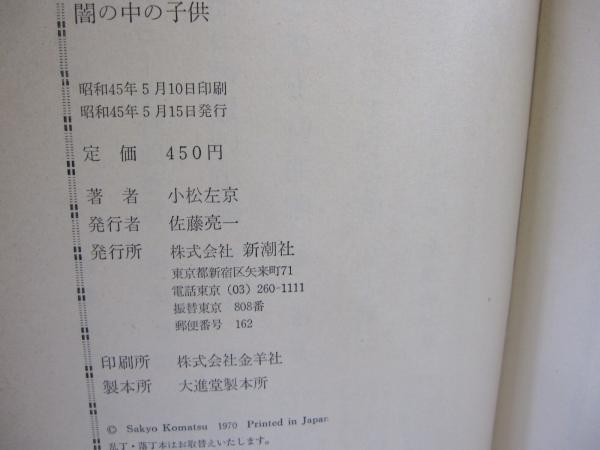 闇の中の子供
昭和45年5月10日印刷
昭和45年5月15日発行
定価 450円
著者 小松左京
発行者 佐藤亮一
発行所 株式会社 新潮社
東京都新宿区矢来町71
電話東京 (03) 260-1111
振替東京 808番
郵便番号 162
印刷所 株式会社金羊社
製本所 大進堂製本所
© Sakyo Komatsu 1970 Printed in Japan
乱丁・落丁本はお取替えいたします。